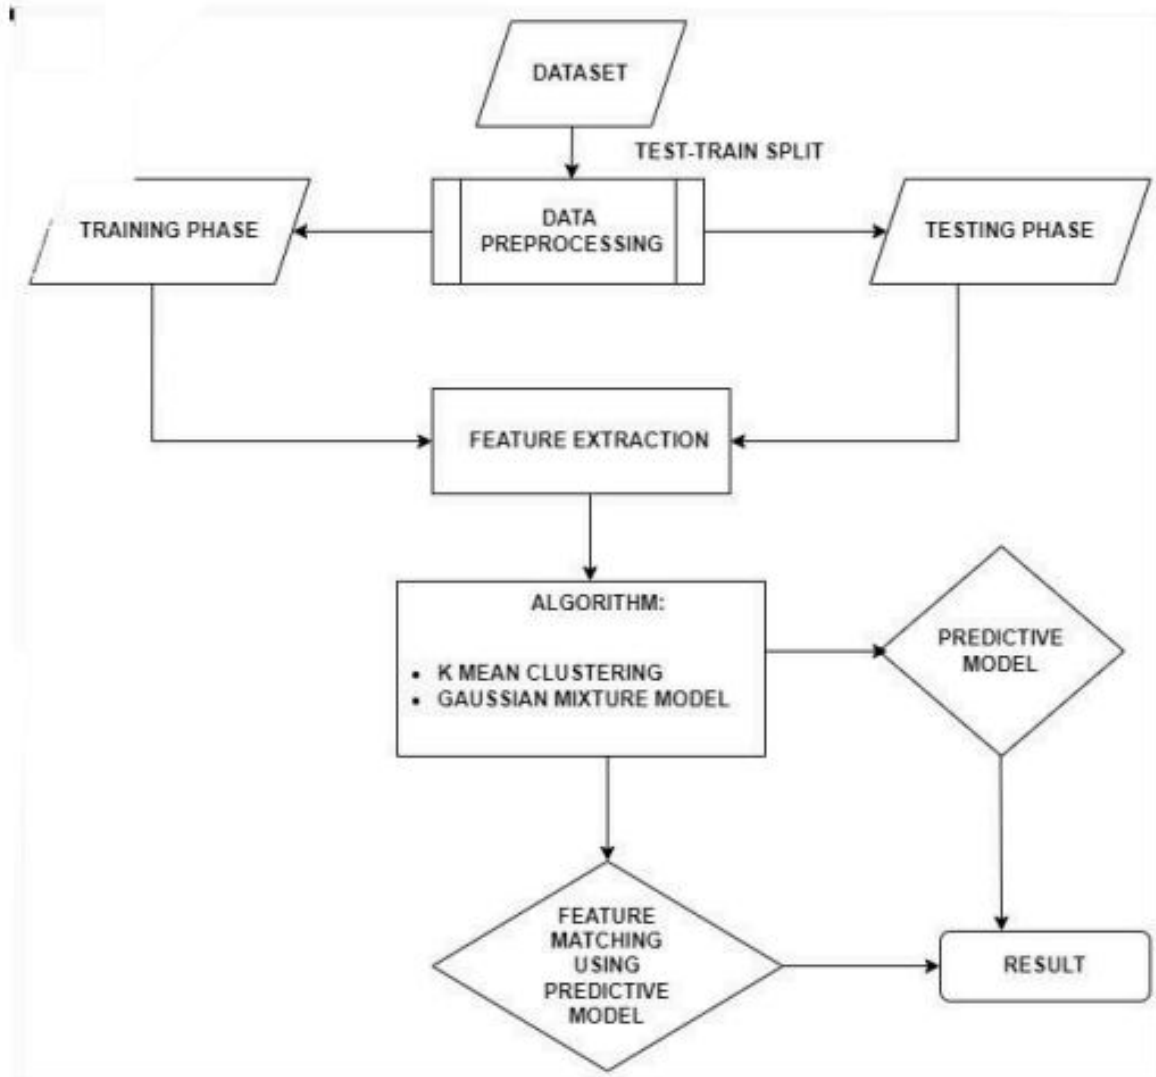 DATASET
TEST-TRAIN SPLIT
TRAINING PHASE
DATA
PREPROCESSING
TESTING PHASE
FEATURE EXTRACTION
ALGORITHM:
• K MEAN CLUSTERING
• GAUSSIAN MIXTURE MODEL
PREDICTIVE
MODEL
FEATURE
MATCHING
USING
PREDICTIVE
MODEL
RESULT